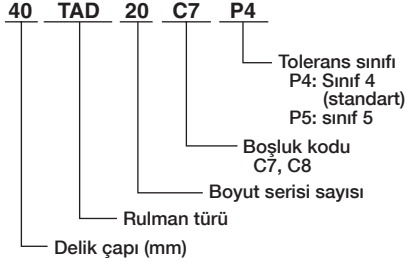 40 TAD 20 C7 P4
Tolerans sınıfı
P4: Sınıf 4
(standart)
P5: sınıf 5
Boşluk kodu
C7, C8
Boyut serisi sayısı
Rulman türü
Delik çapı (mm)